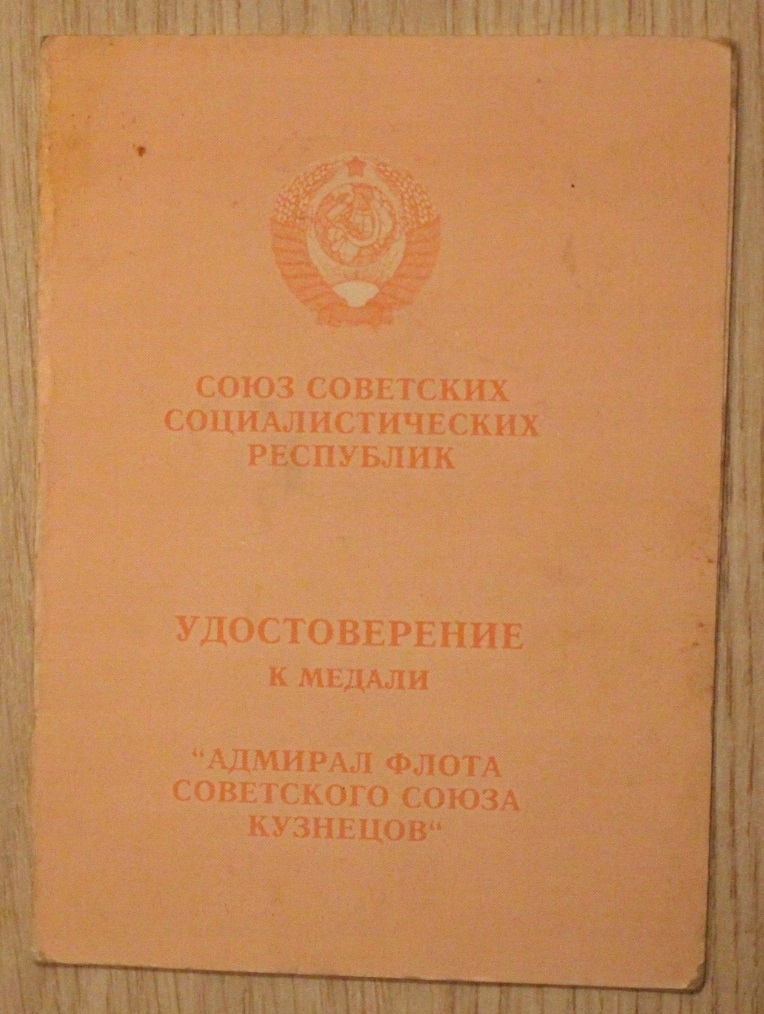 СОЮЗ СОВЕТСКИХ
СОЦИАЛИСТИЧЕСКИХ
РЕСПУБЛИК
УДОСТОВЕРЕНИЕ
К МЕДАЛИ
“АДМИРАЛ ФЛОТА
СОВЕТСКОГО СОЮЗА
КУЗНЕЦОВ“